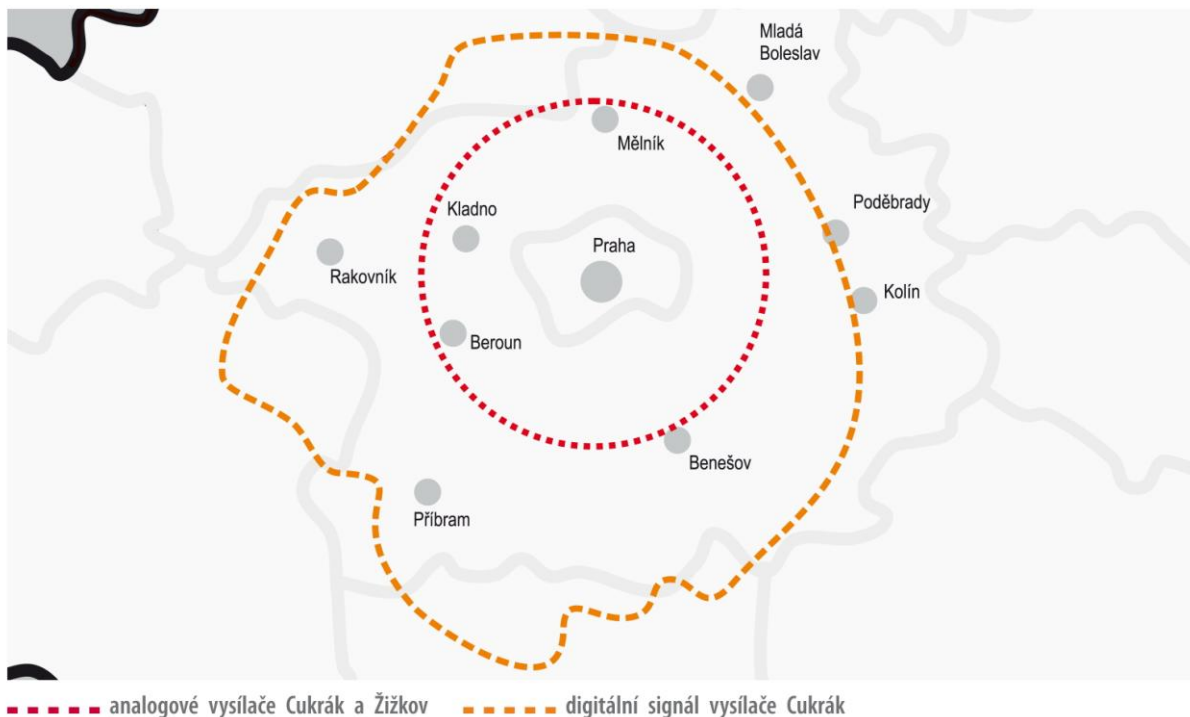 Mladá
Boleslav
Mělník
Poděbrady
Kladno
Praha
Rakovník
Kolín
Beroun
Benešov
Příbram
analogové vysílače Cukrák a Žižkov
digitální signál vysílače Cukrák